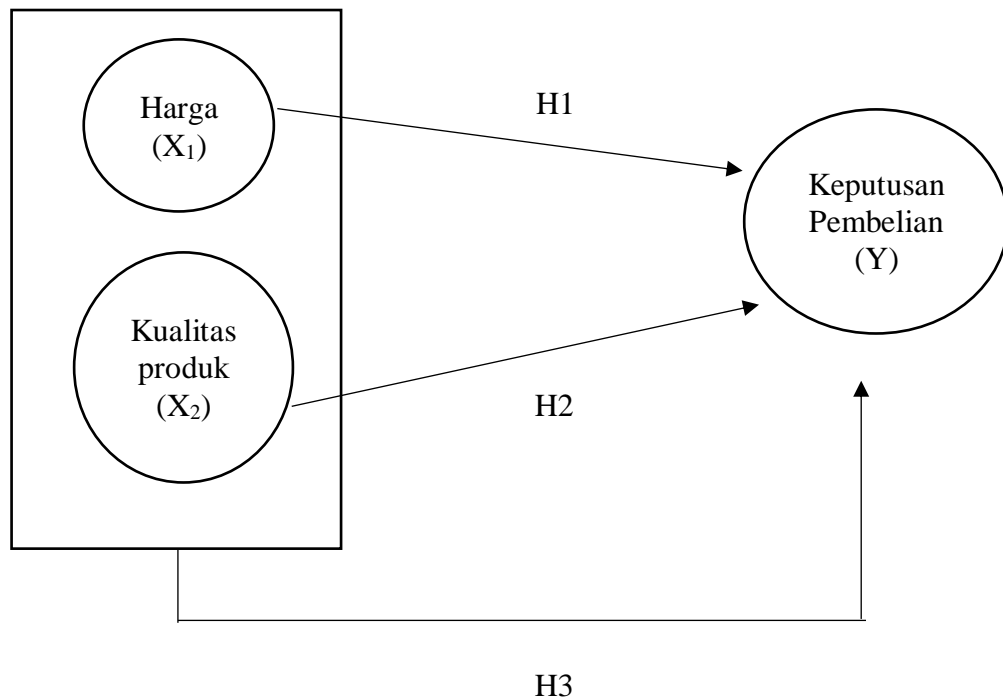 Harga
(X₁)
H1
Keputusan
Pembelian
(Y)
Kualitas
produk
(X₂)
H2
H3